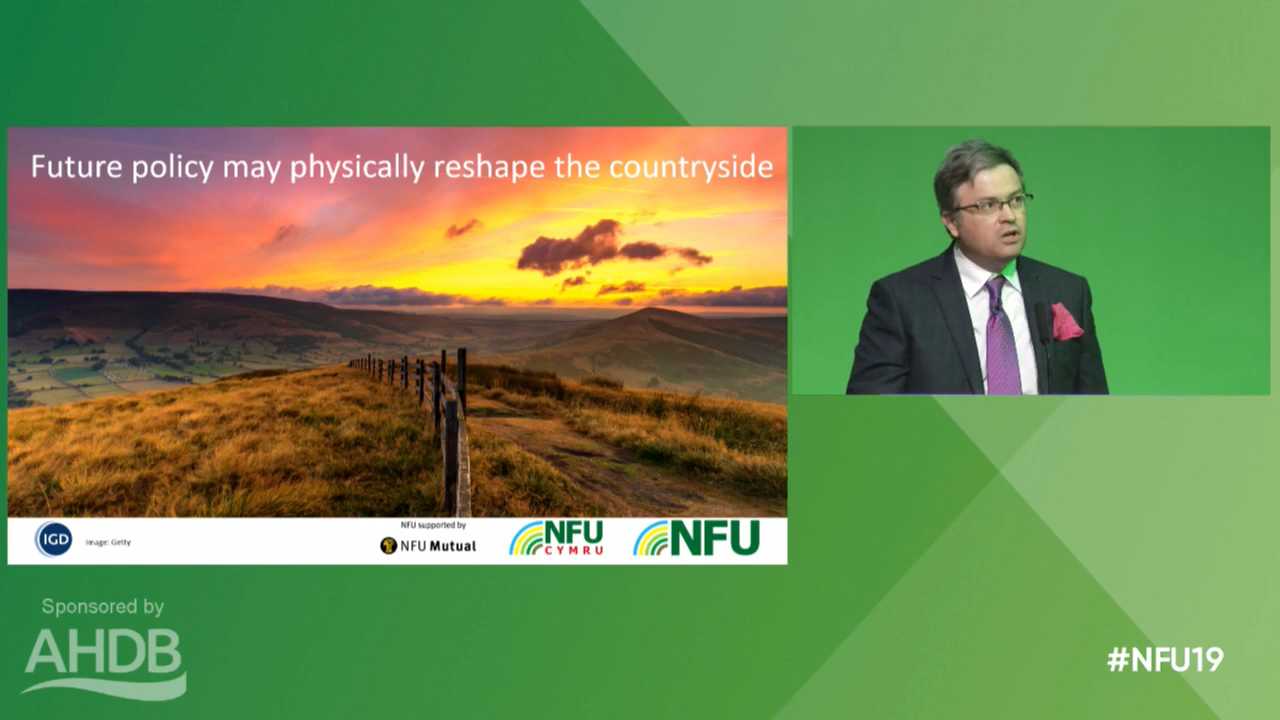 Future policy may physically reshape the countryside
IGD
Image: Getty
NFU supported by
NFU Mutual
NFU
CYMRU
NFU
Sponsored by
AHDB
#NFU19